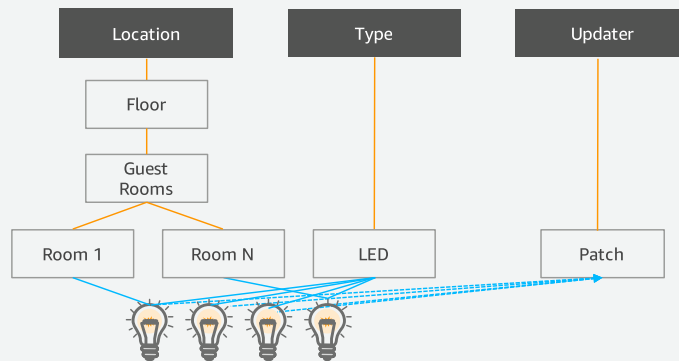 Location
Type
Updater
Floor
Guest
Rooms
Room 1
Room N
LED
Patch